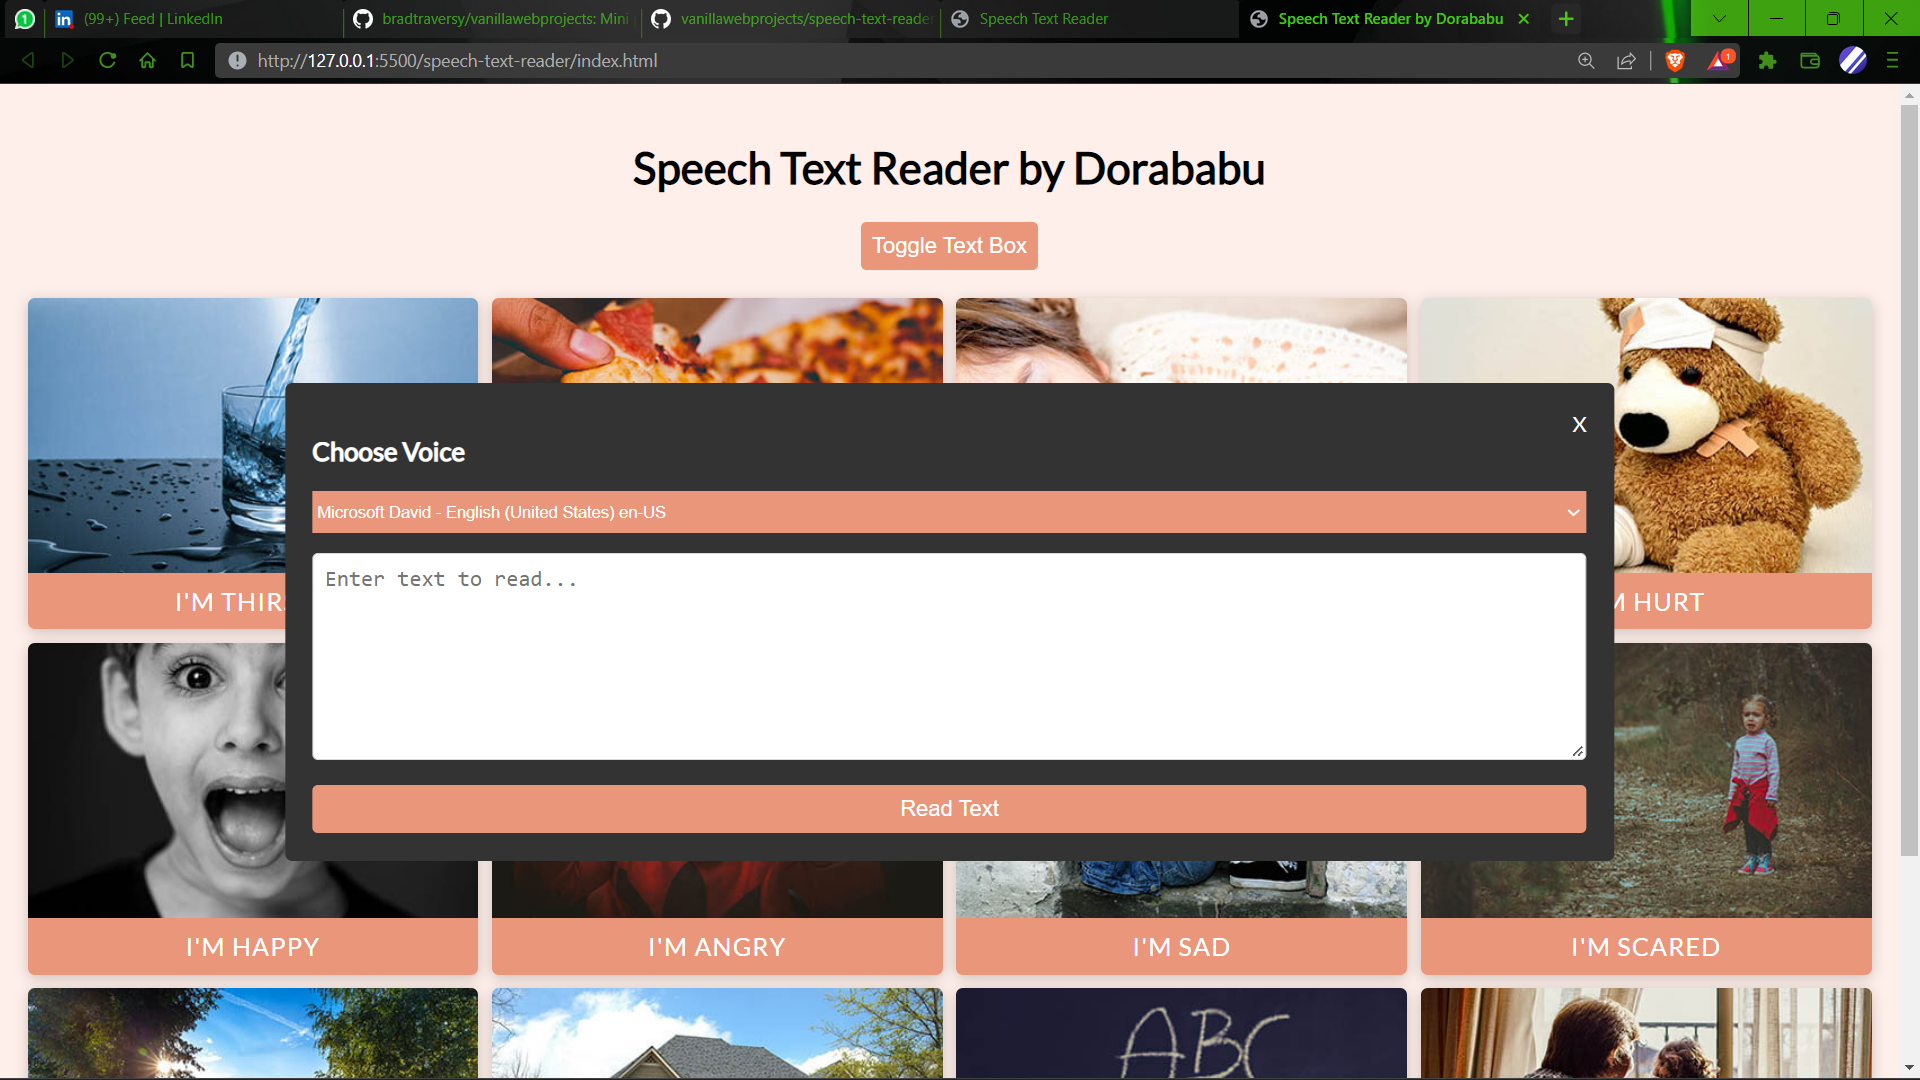 1
(99+) Feed | LinkedIn
bradtraversy/vanillawebprojects: Mini
vanillawebprojects/speech-text-reader
Speech Text Reader
Speech Text Reader by Dorababu
http://127.0.0.1:5500/speech-text-reader/index.html
1
Speech Text Reader by Dorababu
Toggle Text Box
X
Choose Voice
Microsoft David - English (United States) en-US
Enter text to read...
Read Text
I'M THIRS
M HURT
I'M HAPPY
I'M ANGRY
I'M SAD
I'M SCARED
ABC